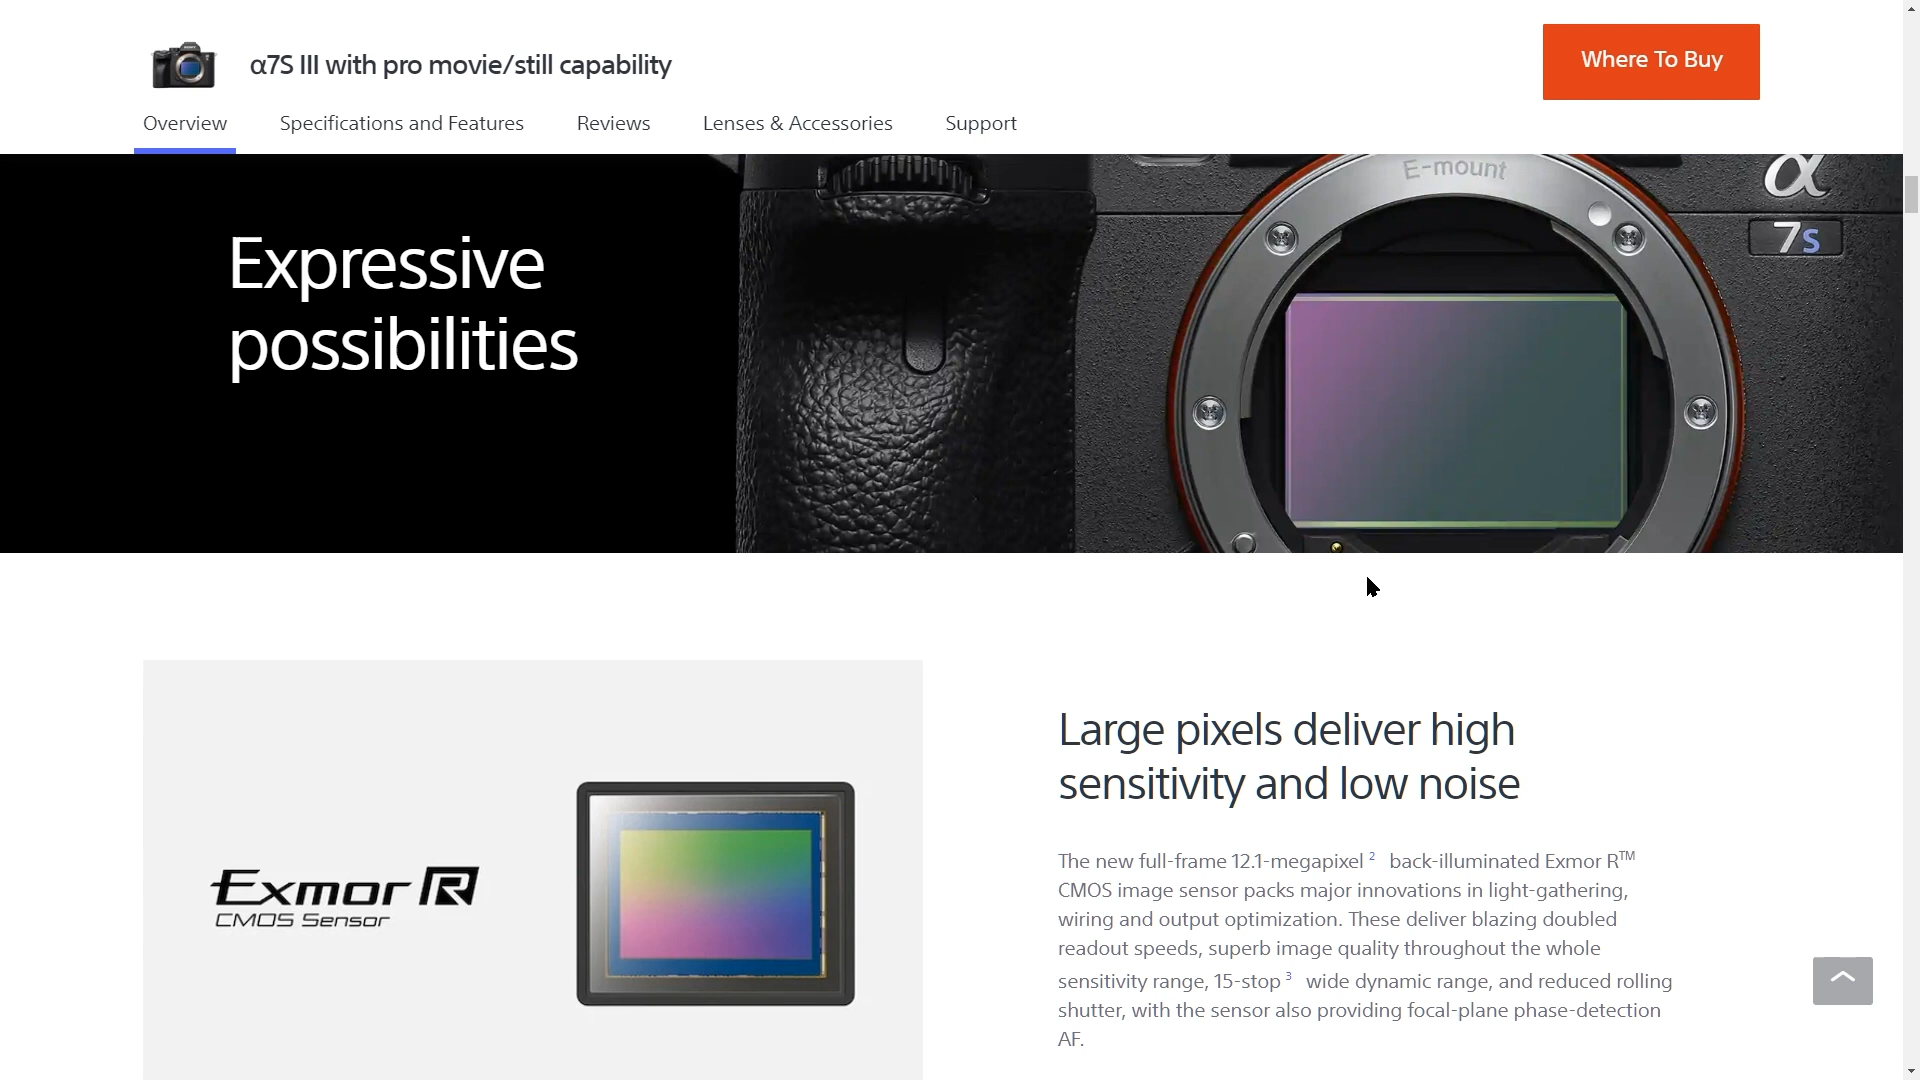 α7S III with pro movie/still capability
Where To Buy
Overview
Specifications and Features
Reviews
Lenses & Accessories
Support
Expressive
possibilities
E-mount
α
7s
Exmor R
CMOS Sensor
Large pixels deliver high
sensitivity and low noise
The new full-frame 12.1-megapixel 2 back-illuminated Exmor R™
CMOS image sensor packs major innovations in light-gathering,
wiring and output optimization. These deliver blazing doubled
readout speeds, superb image quality throughout the whole
sensitivity range, 15-stop 3 wide dynamic range, and reduced rolling
shutter, with the sensor also providing focal-plane phase-detection
AF.